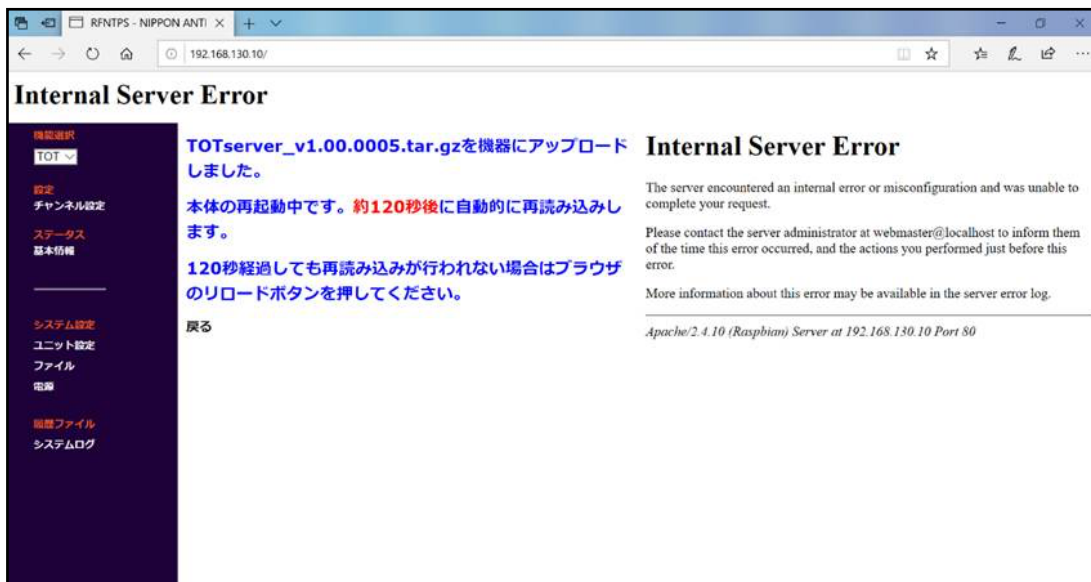 RFNTPS - NIPPON ANTI
192.168.130.10/
Internal Server Error
機能選択
TOT
設定
チャンネル設定
ステータス
基本情報
システム設定
ユニット設定
ファイル
電源
履歴ファイル
システムログ
TOTserver_v1.00.0005.tar.gzを機器にアップロード
しました。
本体の再起動中です。約120秒後に自動的に再読み込みし
ます。
120秒経過しても再読み込みが行われない場合はブラウザ
のリロードボタンを押してください。
戻る
Internal Server Error
The server encountered an internal error or misconfiguration and was unable to
complete your request.
Please contact the server administrator at webmaster@localhost to inform them
of the time this error occurred, and the actions you performed just before this
error.
More information about this error may be available in the server error log.
Apache/2.4.10 (Raspbian) Server at 192.168.130.10 Port 80